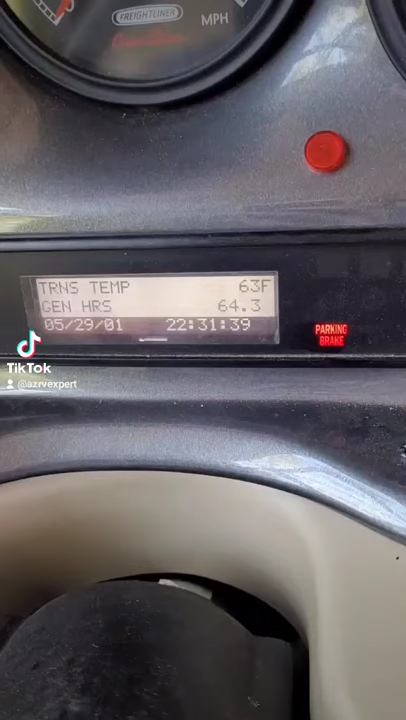 FREIGHTLINER
MPH
TRNS TEMP 63F
GEN HRS 64.3
05/29/01 22:31:39
PARKING
BRAKE
TikTok
@azrvexpert